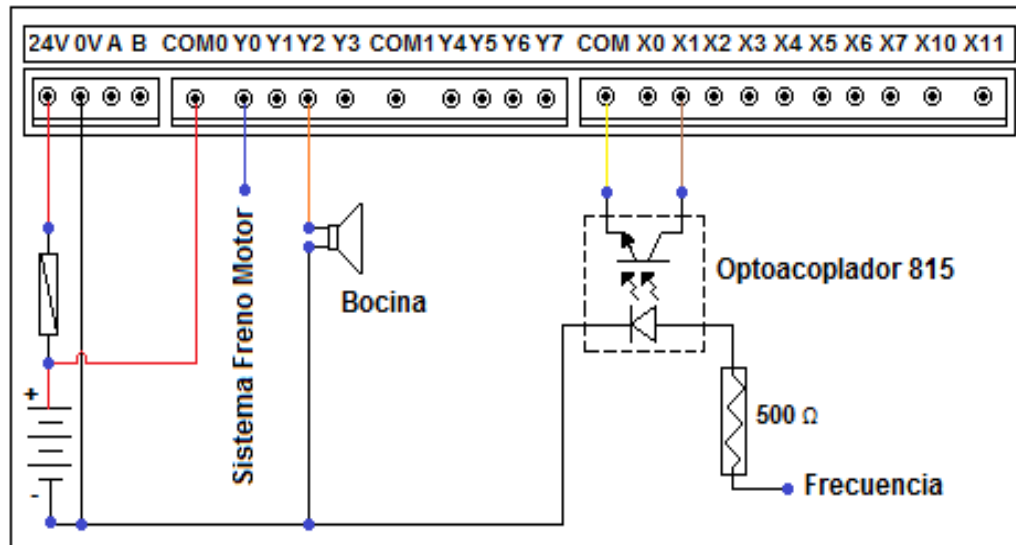 24V 0V A B COM0 Y0 Y1 Y2 Y3 COM1 Y4 Y5 Y6 Y7 COM X0 X1 X2 X3 X4 X5 X6 X7 X10 X11
Sistema Freno Motor
Bocina
Optoacoplador 815
+
-
500 Ω
Frecuencia